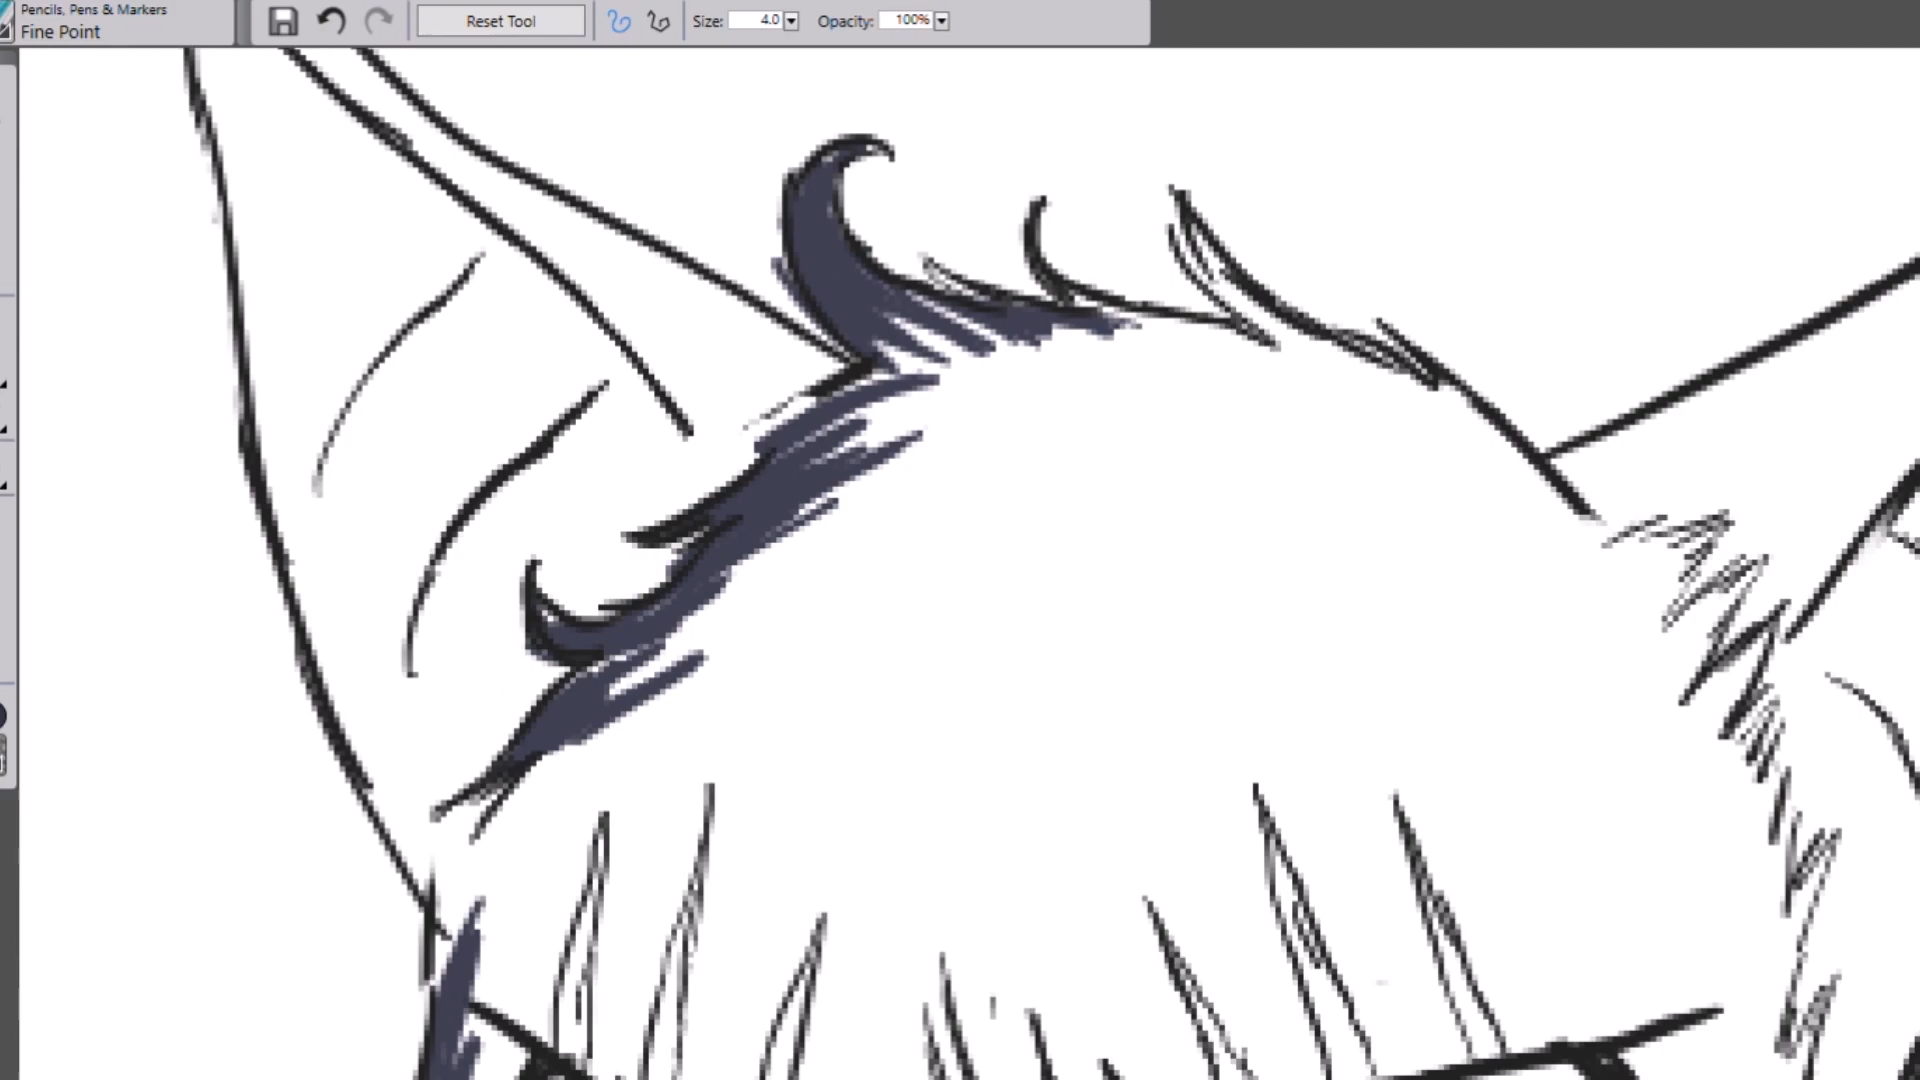 Pencils, Pens & Markers
Fine Point
Reset Tool
Size: 4.0
Opacity: 100%